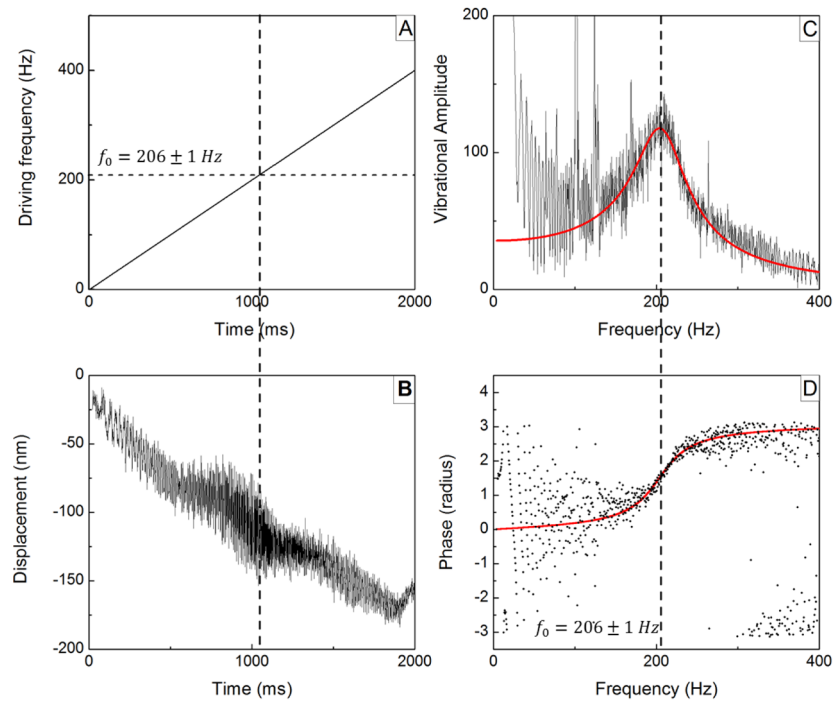 A
Driving frequency (Hz)
400
200
0
f₀ = 206 ± 1 Hz
0
1000
2000
Time (ms)
C
Vibrational Amplitude
200
100
0
0
200
400
Frequency (Hz)
B
Displacement (nm)
0
-50
-100
-150
-200
0
1000
2000
Time (ms)
D
Phase (radius)
4
3
2
1
0
-1
-2
-3
f₀ = 206 ± 1 Hz
0
200
400
Frequency (Hz)